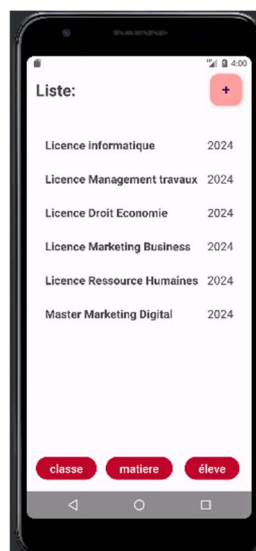 4:00
Liste:
+
Licence informatique 2024
Licence Management travaux 2024
Licence Droit Economie 2024
Licence Marketing Business 2024
Licence Ressource Humaines 2024
Master Marketing Digital 2024
classe matiere éleve